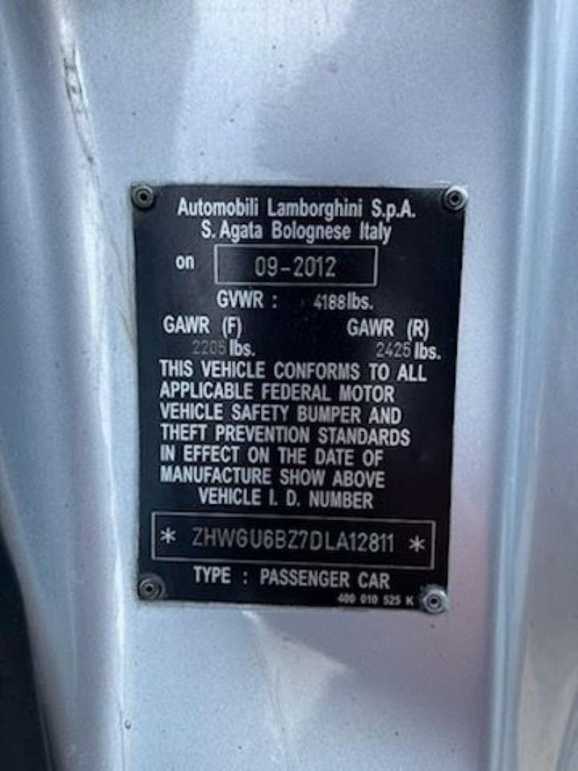 Automobili Lamborghini S.p.A.
S. Agata Bolognese Italy
on 09-2012
GVWR : 4188 lbs.
GAWR (F) GAWR (R)
2205 lbs. 2425 lbs.
THIS VEHICLE CONFORMS TO ALL
APPLICABLE FEDERAL MOTOR
VEHICLE SAFETY BUMPER AND
THEFT PREVENTION STANDARDS
IN EFFECT ON THE DATE OF
MANUFACTURE SHOW ABOVE
VEHICLE I. D. NUMBER
* ZHWGU6BZ7DLA12811 *
TYPE : PASSENGER CAR
400 010 525 K